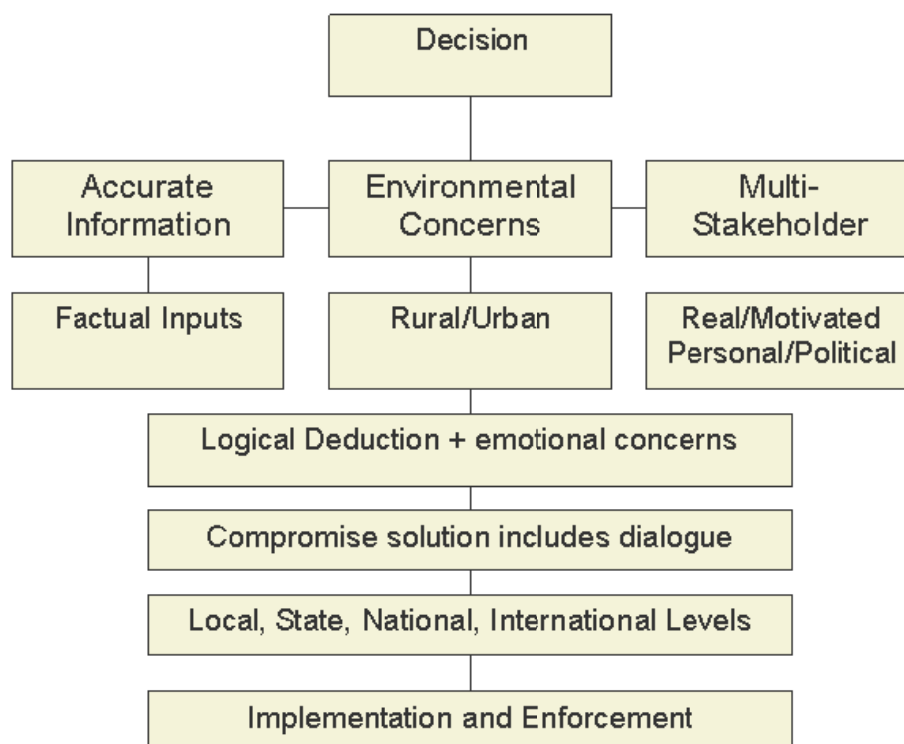 Decision
Accurate
Information
Environmental
Concerns
Multi-
Stakeholder
Factual Inputs
Rural/Urban
Real/Motivated
Personal/Political
Logical Deduction + emotional concerns
Compromise solution includes dialogue
Local, State, National, International Levels
Implementation and Enforcement